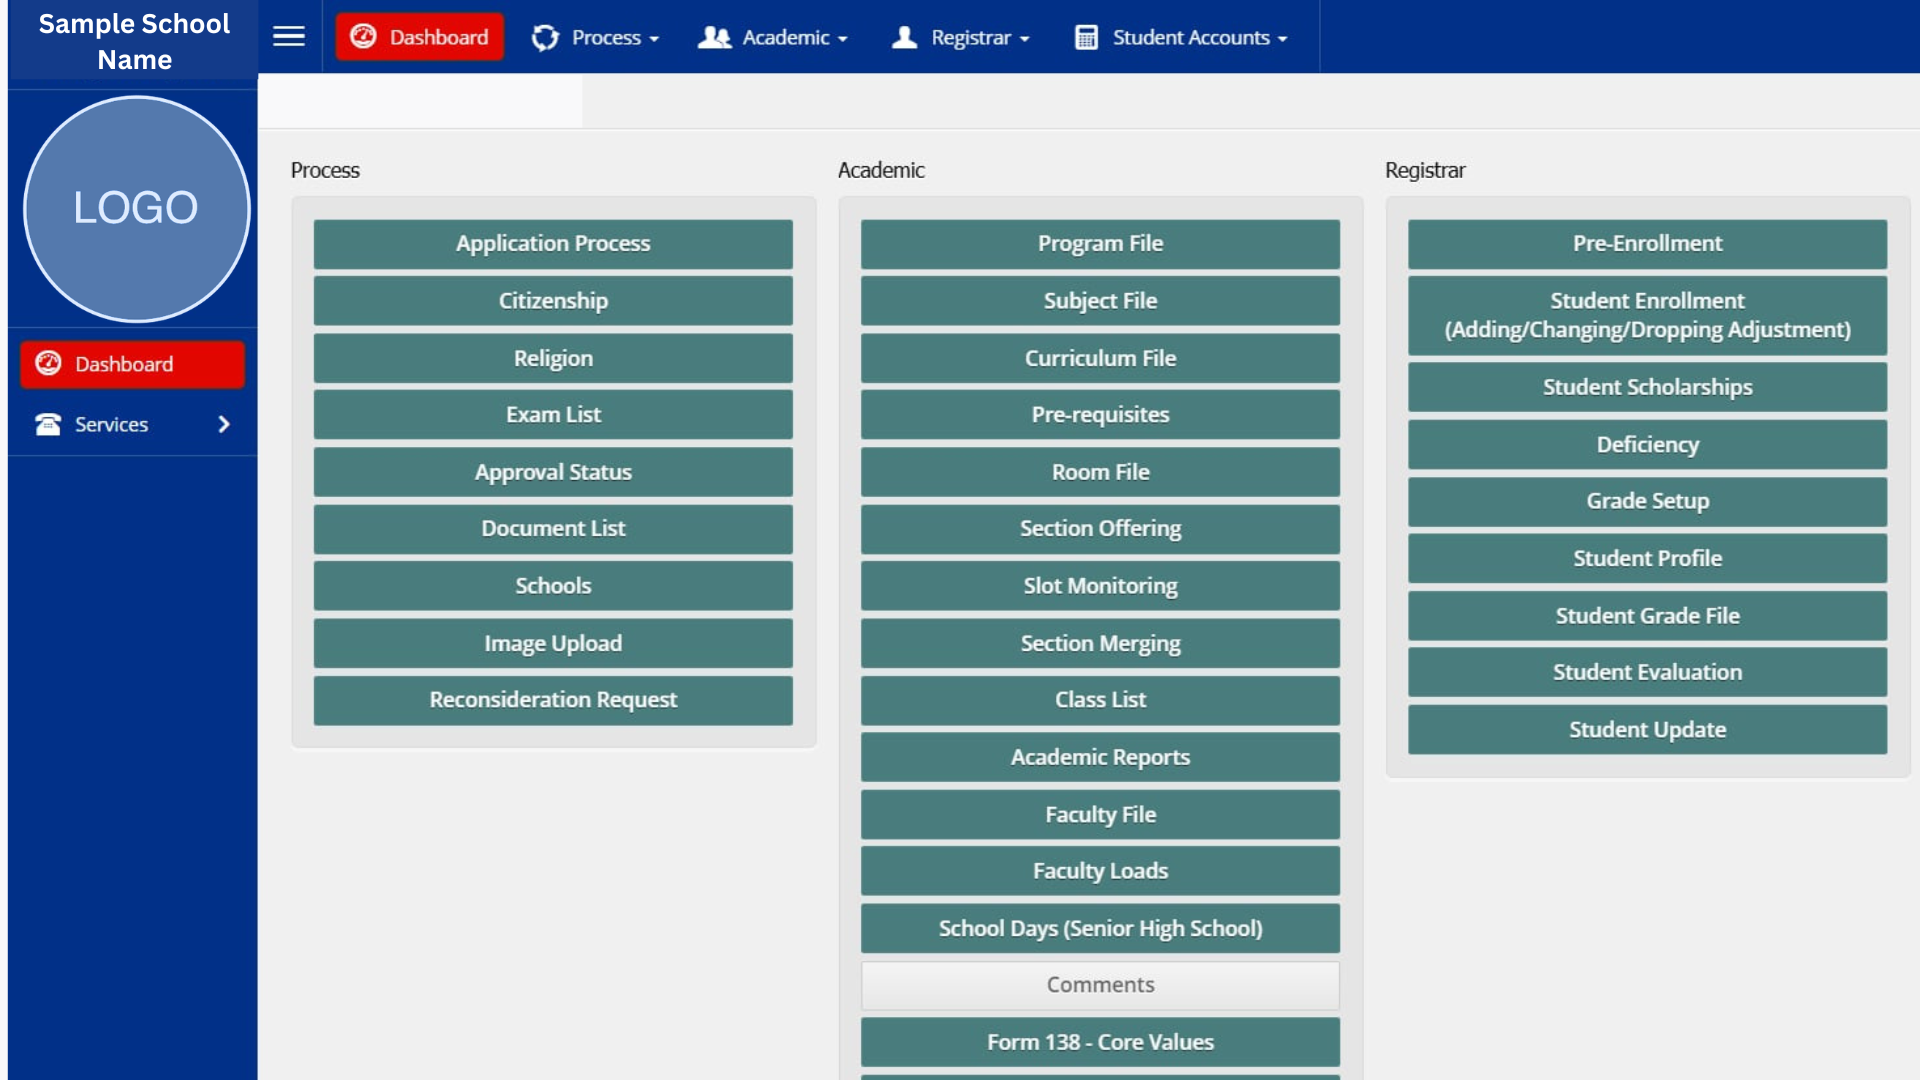 Sample School
Name
Dashboard
Process
Academic
Registrar
Student Accounts
LOGO
Dashboard
Services
Process
Application Process
Citizenship
Religion
Exam List
Approval Status
Document List
Schools
Image Upload
Reconsideration Request
Academic
Program File
Subject File
Curriculum File
Pre-requisites
Room File
Section Offering
Slot Monitoring
Section Merging
Class List
Academic Reports
Faculty File
Faculty Loads
School Days (Senior High School)
Comments
Form 138 - Core Values
Registrar
Pre-Enrollment
Student Enrollment
(Adding/Changing/Dropping Adjustment)
Student Scholarships
Deficiency
Grade Setup
Student Profile
Student Grade File
Student Evaluation
Student Update